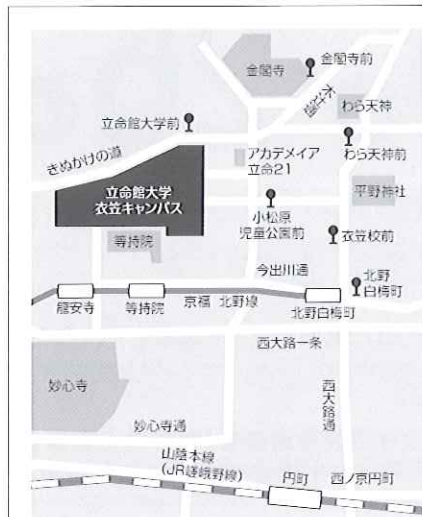 金閣寺
金閣寺前
木辻通
わら天神
立命館大学前
わら天神前
きぬかけの道
アカデメイア
立命21
立命館大学
衣笠キャンパス
平野神社
小松原
児童公園前
等持院
衣笠校前
今出川通
北野
白梅町
龍安寺
等持院
京福 北野線
北野白梅町
西大路一条
妙心寺
西大路通
妙心寺通
山陰本線
(JR嵯峨野線)
円町
西ノ京円町